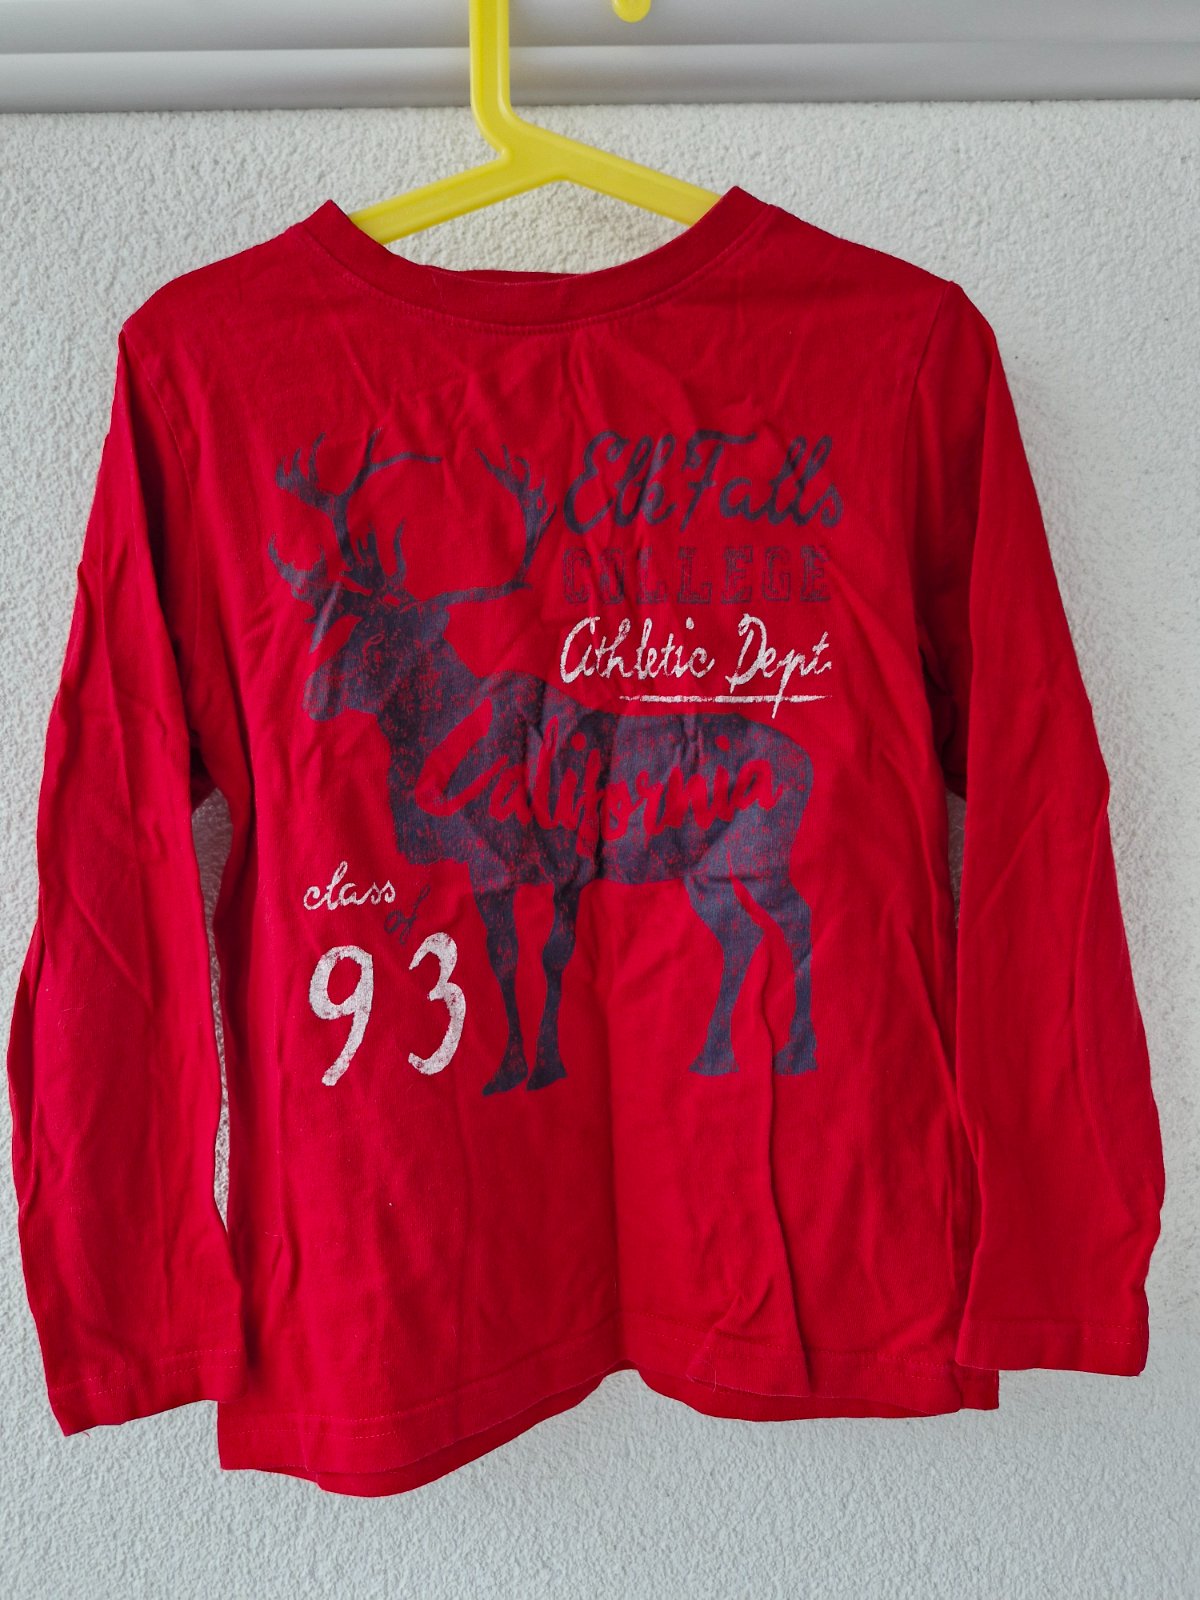 Elk Falls
COLLEGE
Athletic Dept.
California
class of
93